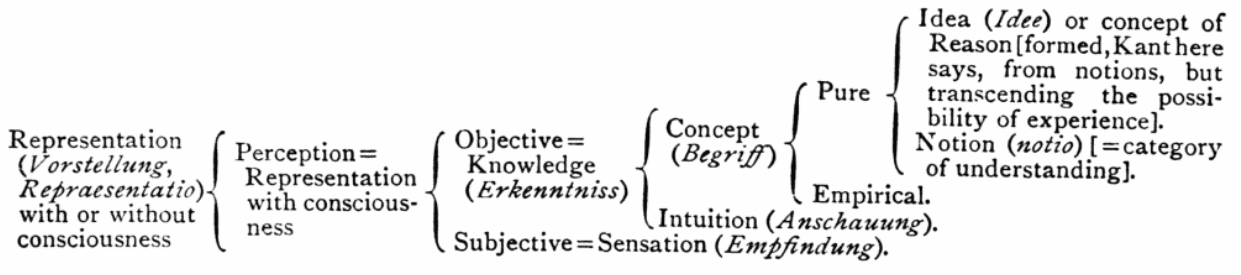 Representation
(Vorstellung,
Repraesentatio)
with or without
consciousness
Perception =
Representation
with conscious-
ness
Objective =
Knowledge
(Erkenntniss)
Subjective = Sensation (Empfindung).
Concept
(Begriff)
Intuition (Anschauung).
Pure
Empirical.
Idea (Idee) or concept of
Reason [formed, Kant here
says, from notions, but
transcending the possi-
bility of experience].
Notion (notio) [= category
of understanding].